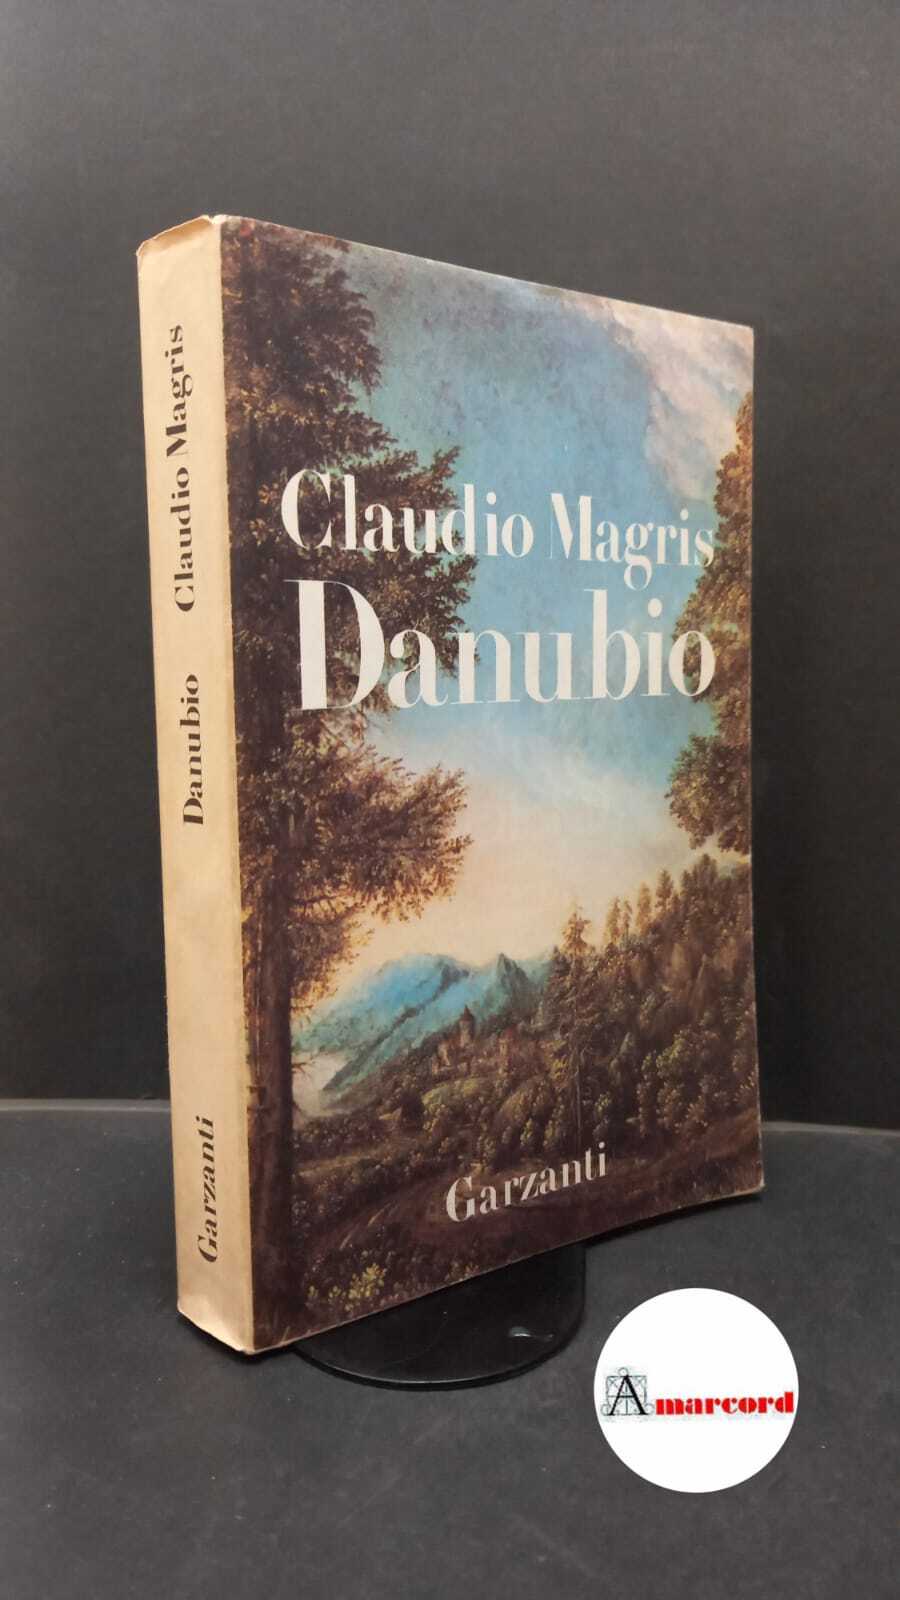 Claudio Magris
Danubio
Garzanti
Danubio Claudio Magris
Garzanti
Amarcord